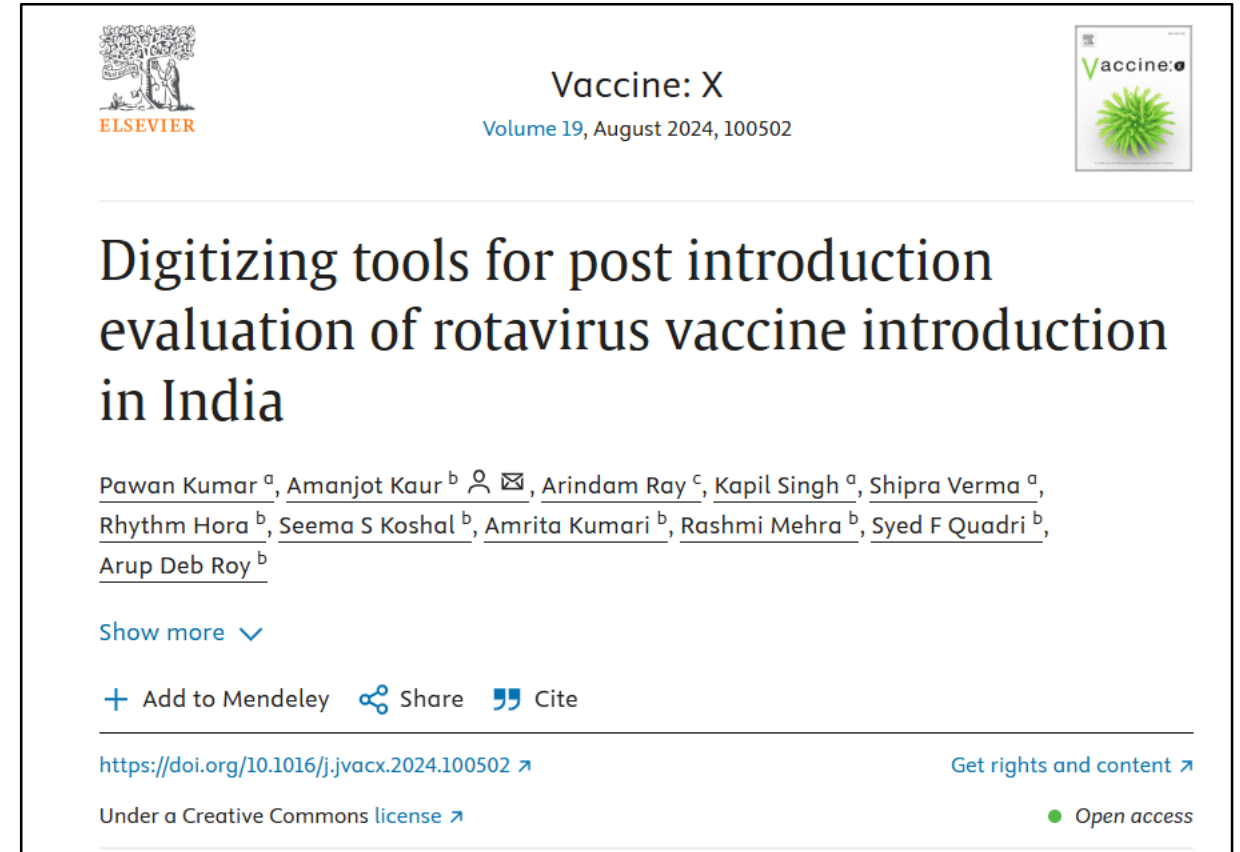 ELSEVIER
Vaccine: X
Volume 19, August 2024, 100502
Vaccine:X
Digitizing tools for post introduction
evaluation of rotavirus vaccine introduction
in India
Pawan Kumar a, Amanjot Kaur b, Arindam Ray c, Kapil Singh a, Shipra Verma a,
Rhythm Hora b, Seema S Koshal b, Amrita Kumari b, Rashmi Mehra b, Syed F Quadri b,
Arup Deb Roy b
Show more
Add to Mendeley Share Cite
https://doi.org/10.1016/j.jvacx.2024.100502 Get rights and content
Under a Creative Commons license Open access